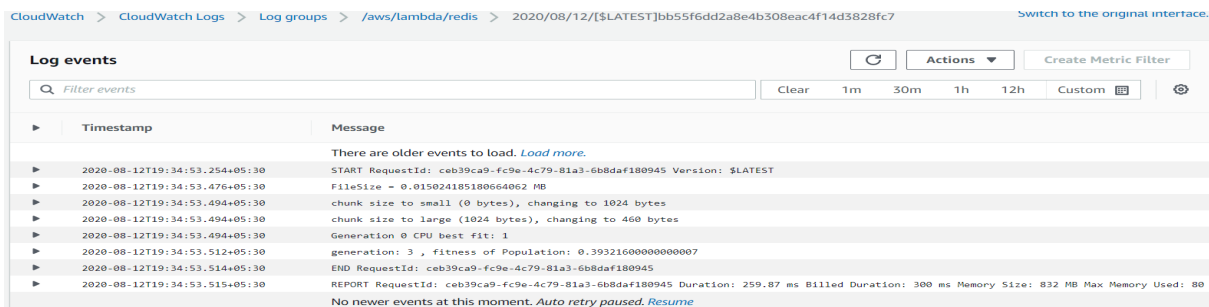 CloudWatch > CloudWatch Logs > Log groups > /aws/lambda/redis > 2020/08/12/[$LATEST]bb55f6dd2a8e4b308eac4f14d3828fc7 Switch to the original interface.
Log events Actions Create Metric Filter
Filter events Clear 1m 30m 1h 12h Custom
Timestamp Message
There are older events to load. Load more.
2020-08-12T19:34:53.254+05:30 START RequestId: ceb39ca9-fc9e-4c79-81a3-6b8daf180945 Version: $LATEST
2020-08-12T19:34:53.476+05:30 FileSize = 0.015024185180664062 MB
2020-08-12T19:34:53.494+05:30 chunk size to small (0 bytes), changing to 1024 bytes
2020-08-12T19:34:53.494+05:30 chunk size to large (1024 bytes), changing to 460 bytes
2020-08-12T19:34:53.494+05:30 Generation 0 CPU best fit: 1
2020-08-12T19:34:53.512+05:30 generation: 3 , fitness of Population: 0.39321600000000007
2020-08-12T19:34:53.514+05:30 END RequestId: ceb39ca9-fc9e-4c79-81a3-6b8daf180945
2020-08-12T19:34:53.515+05:30 REPORT RequestId: ceb39ca9-fc9e-4c79-81a3-6b8daf180945 Duration: 259.87 ms Billed Duration: 300 ms Memory Size: 832 MB Max Memory Used: 80
No newer events at this moment. Auto retry paused. Resume